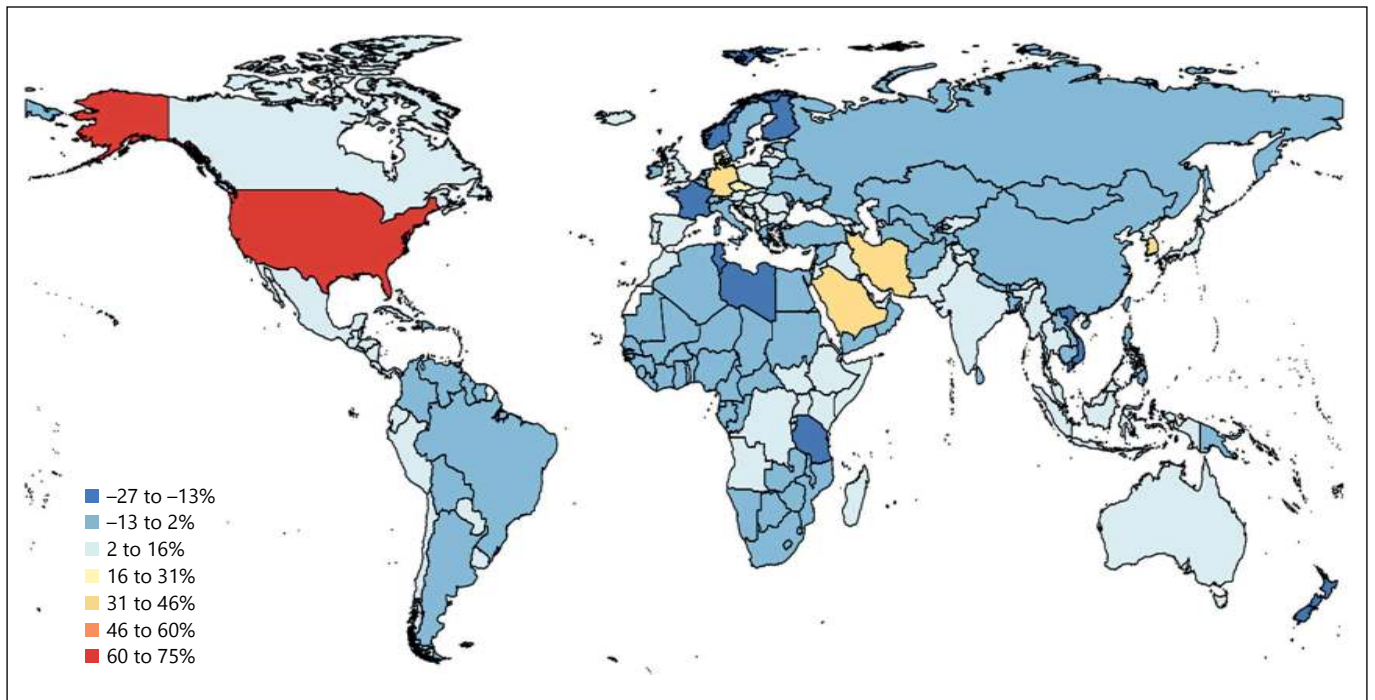 –27 to –13%
–13 to 2%
2 to 16%
16 to 31%
31 to 46%
46 to 60%
60 to 75%